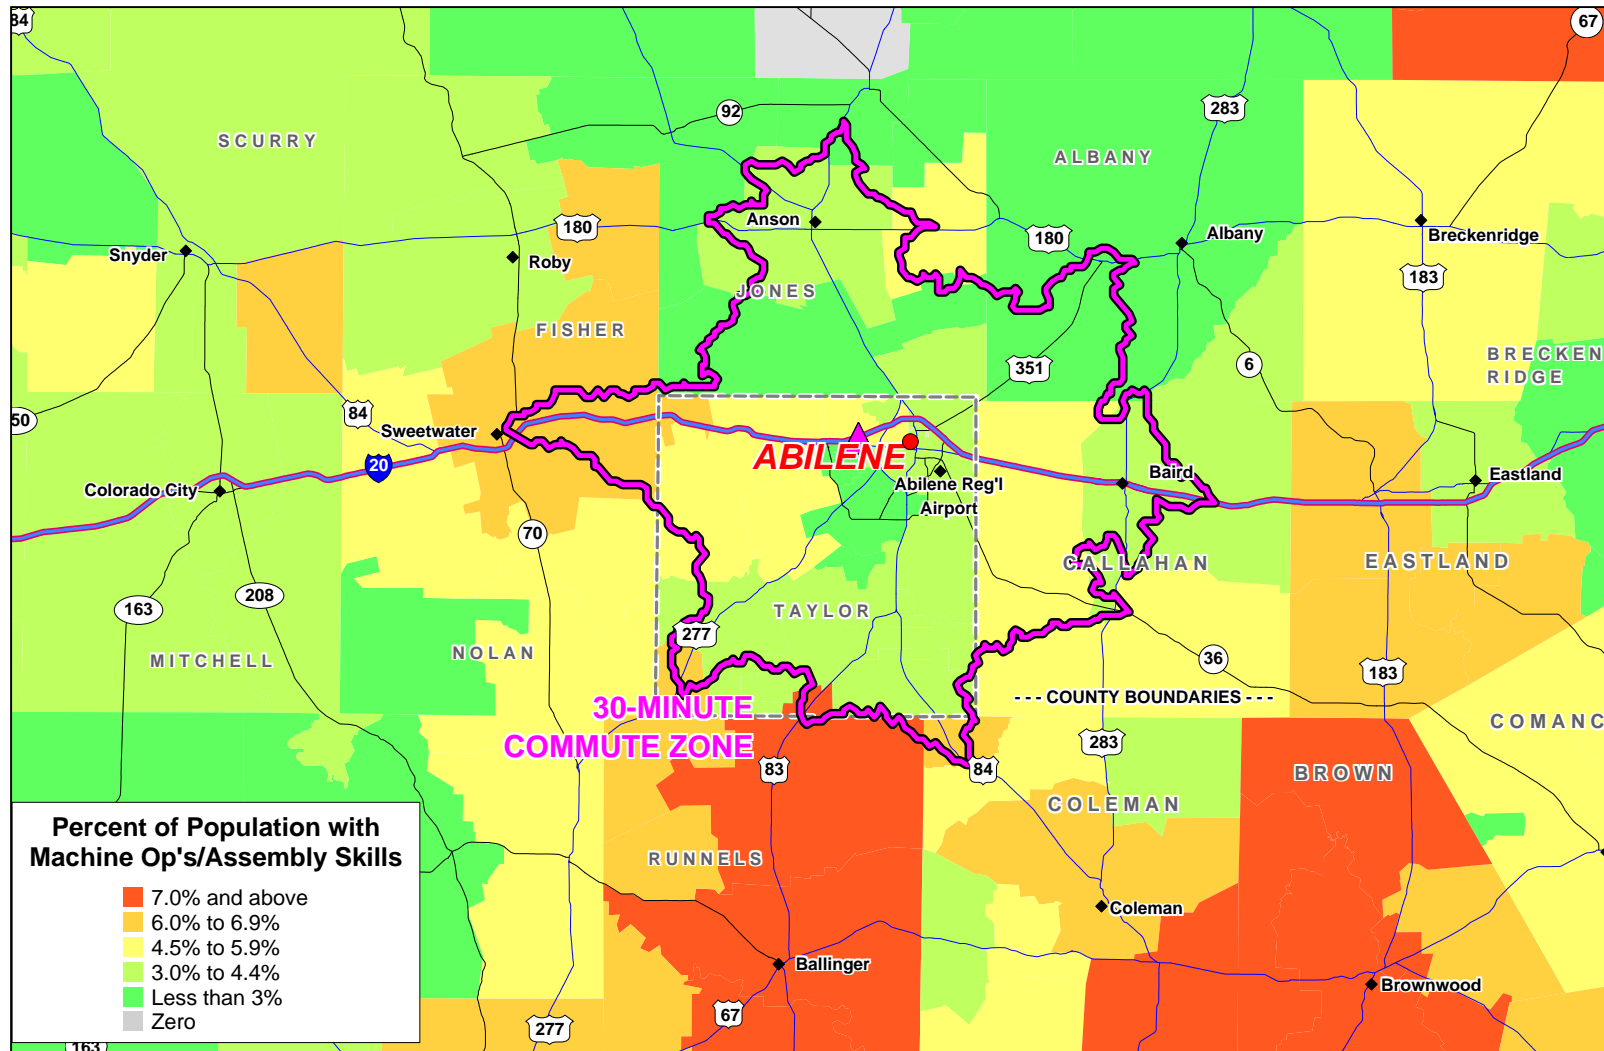 84
67
92
283
SCURRY
ALBANY
Anson
180
180
Albany
Breckenridge
Snyder
Roby
JONES
183
FISHER
351
6
BRECKEN
RIDGE
50
84
Sweetwater
20
ABILENE
Baird
Eastland
Colorado City
Abilene Reg'l
Airport
70
CALLAHAN
EASTLAND
163
208
TAYLOR
277
MITCHELL
NOLAN
36
183
30-MINUTE
COMMUTE ZONE
--- COUNTY BOUNDARIES ---
COMANC
283
83
84
BROWN
COLEMAN
RUNNELS
Percent of Population with
Machine Op's/Assembly Skills
7.0% and above
6.0% to 6.9%
4.5% to 5.9%
3.0% to 4.4%
Less than 3%
Zero
Coleman
Ballinger
Brownwood
67
277
163